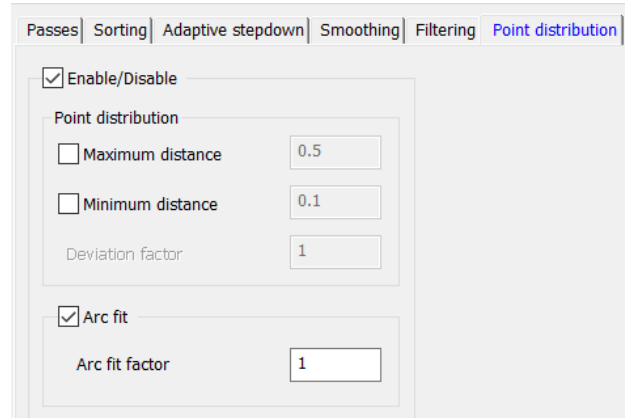 Passes Sorting Adaptive stepdown Smoothing Filtering Point distribution
Enable/Disable
Point distribution
Maximum distance 0.5
Minimum distance 0.1
Deviation factor 1
Arc fit
Arc fit factor 1